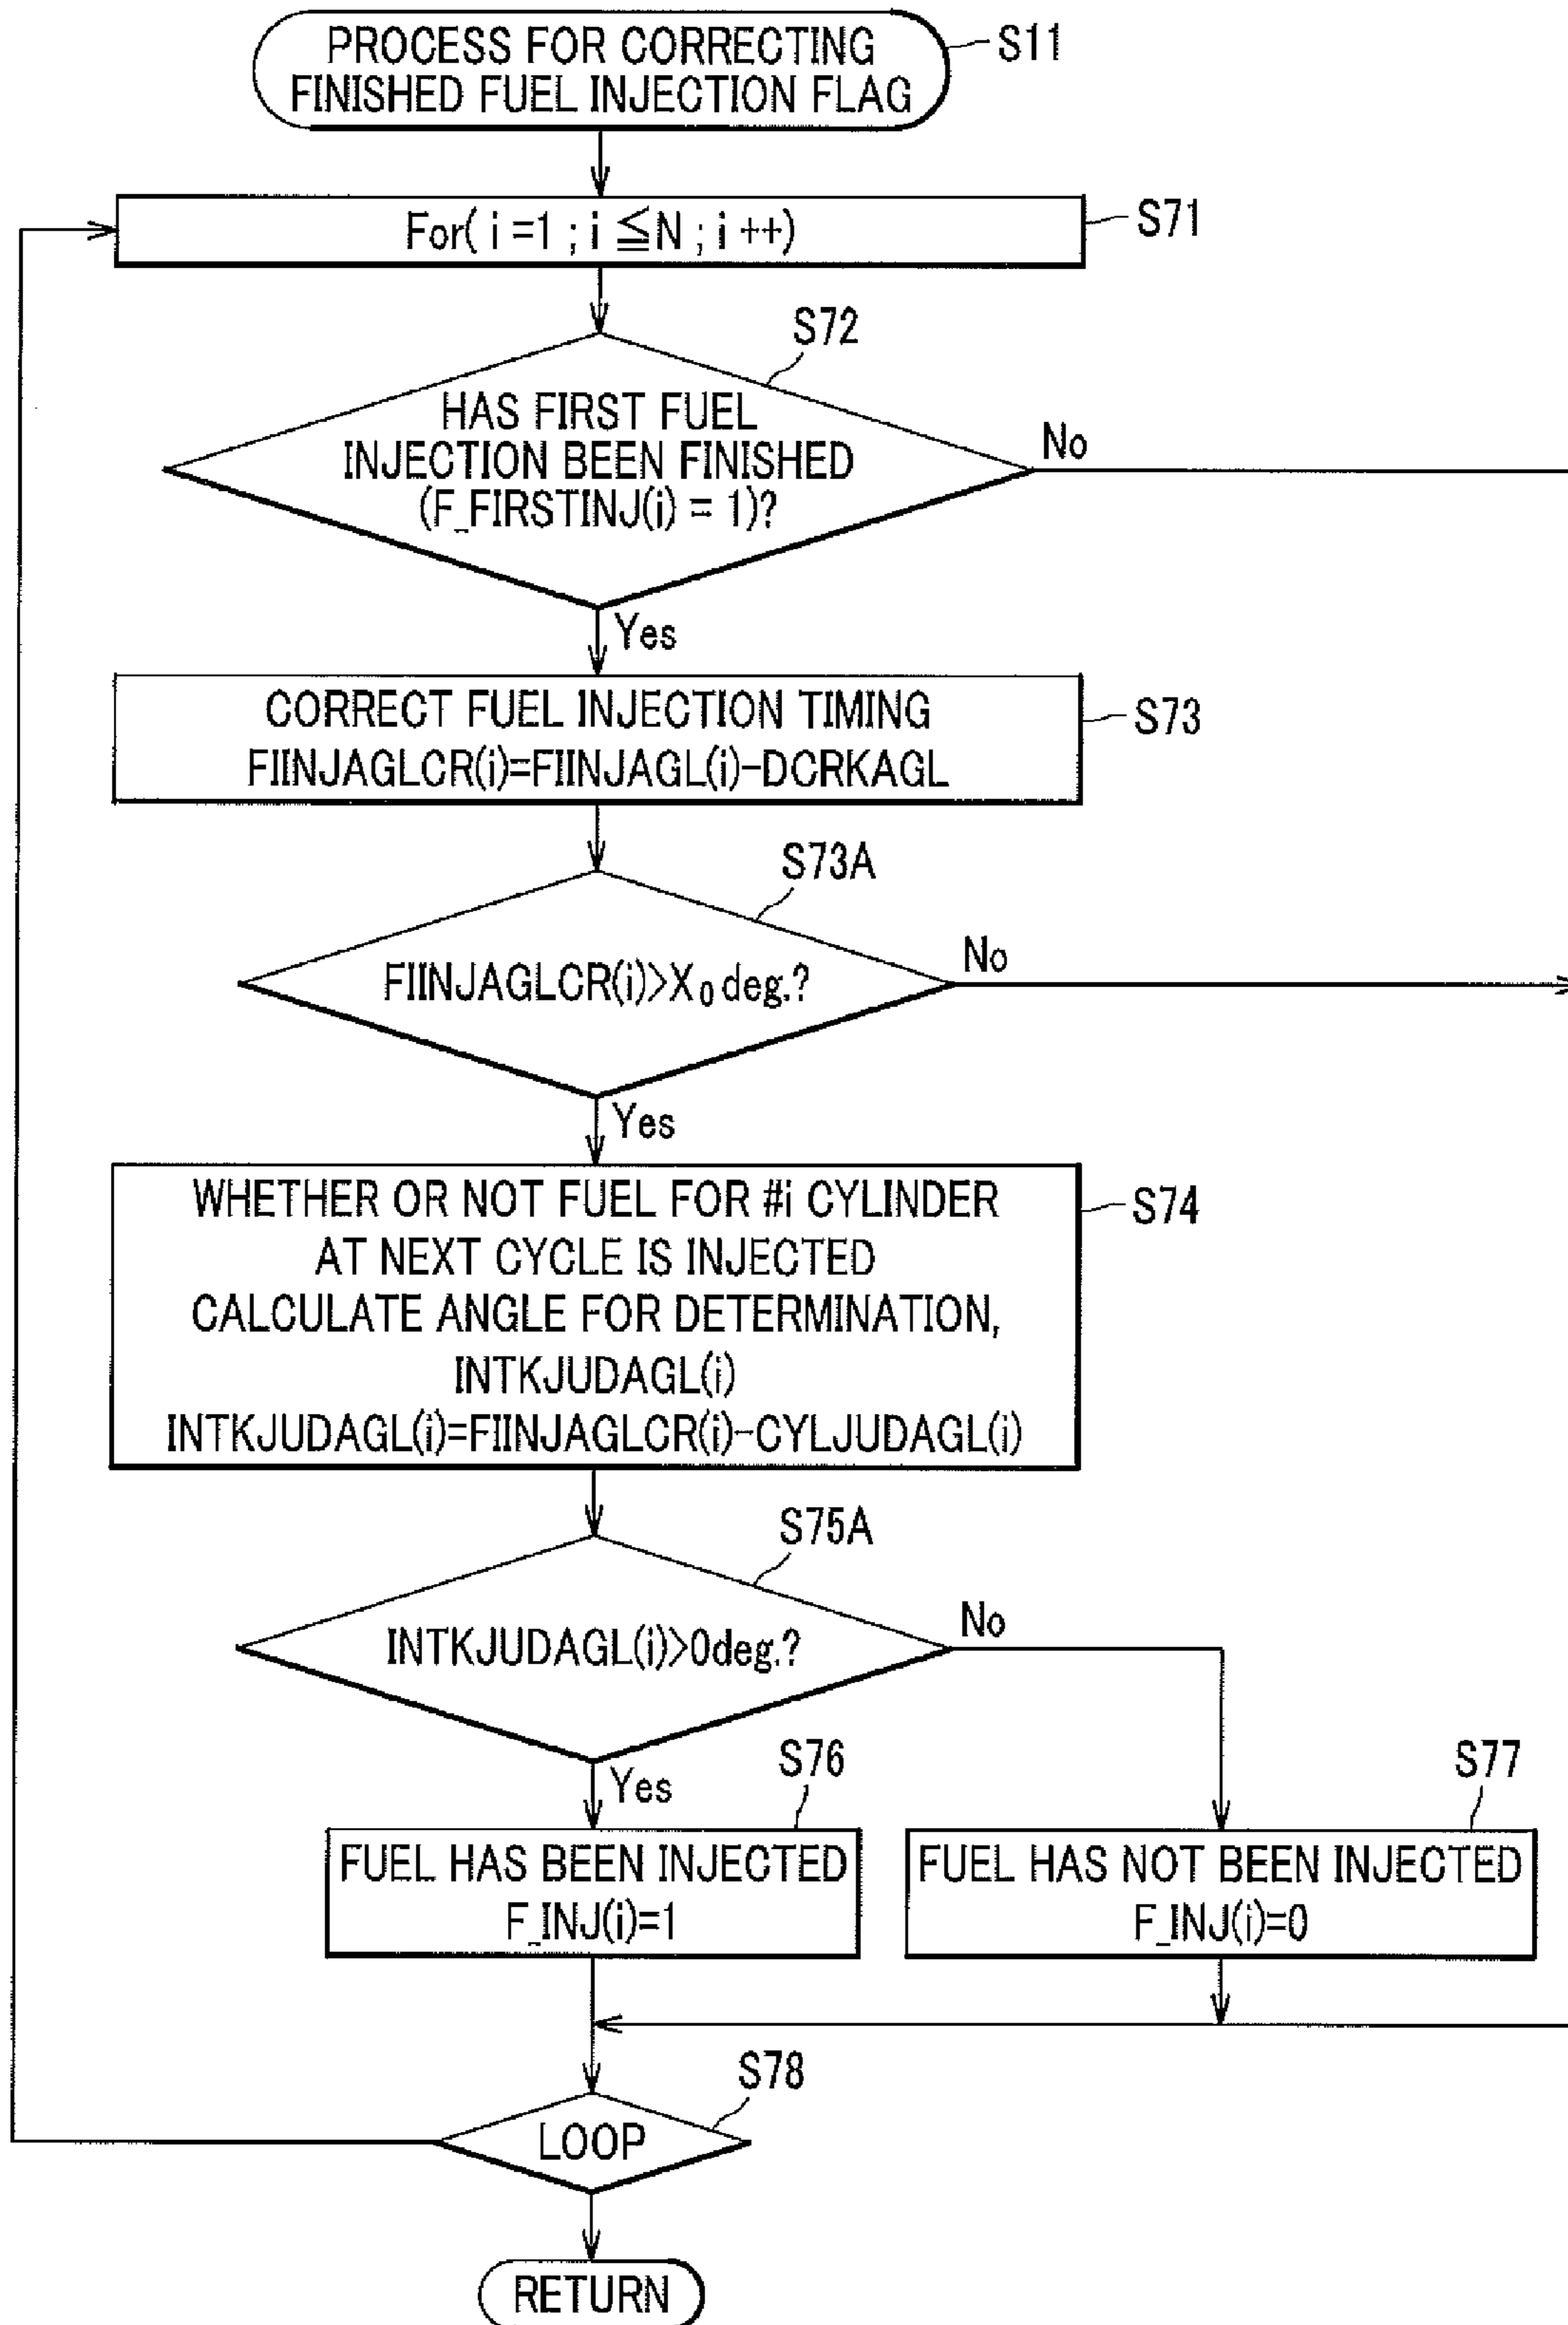 PROCESS FOR CORRECTING
FINISHED FUEL INJECTION FLAG
S11
For( i =1 ; i ≦N ; i ++)
S71
S72
HAS FIRST FUEL
INJECTION BEEN FINISHED
(F_FIRSTINJ(i) = 1)?
No
Yes
CORRECT FUEL INJECTION TIMING
FIINJAGLCR(i)=FIINJAGL(i)-DCRKAGL
S73
S73A
FIINJAGLCR(i)>X₀ deg.?
No
Yes
WHETHER OR NOT FUEL FOR #i CYLINDER
AT NEXT CYCLE IS INJECTED
CALCULATE ANGLE FOR DETERMINATION,
INTKJUDAGL(i)
INTKJUDAGL(i)=FIINJAGLCR(i)-CYLJUDAGL(i)
S74
S75A
INTKJUDAGL(i)>0deg.?
No
Yes
S76
FUEL HAS BEEN INJECTED
F_INJ(i)=1
S77
FUEL HAS NOT BEEN INJECTED
F_INJ(i)=0
S78
LOOP
RETURN